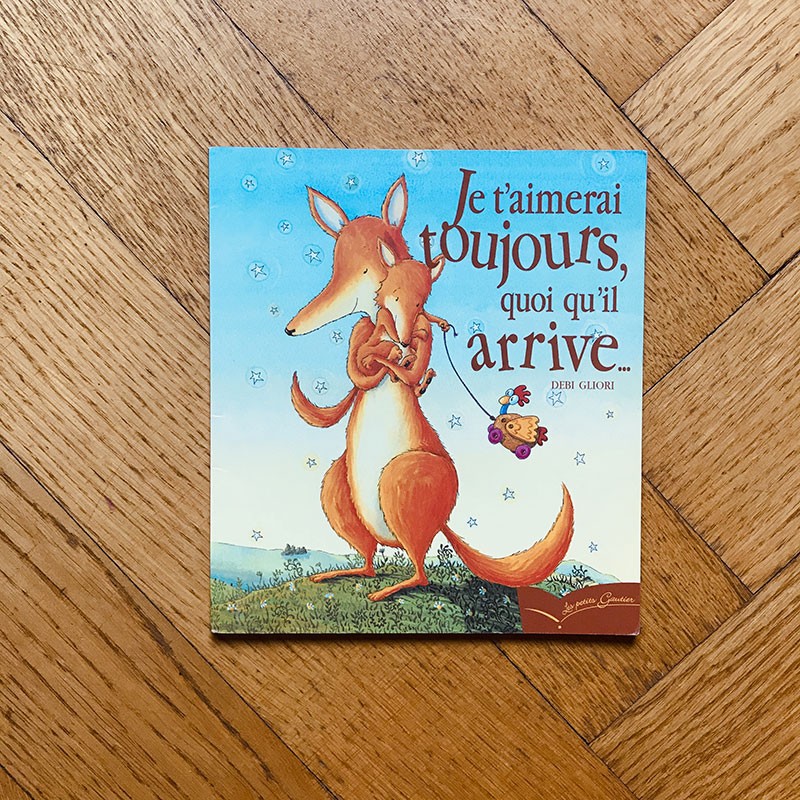 Je t'aimerai
toujours,
quoi qu'il
arrive...
DEBI GLIORI
Les petits Gautier